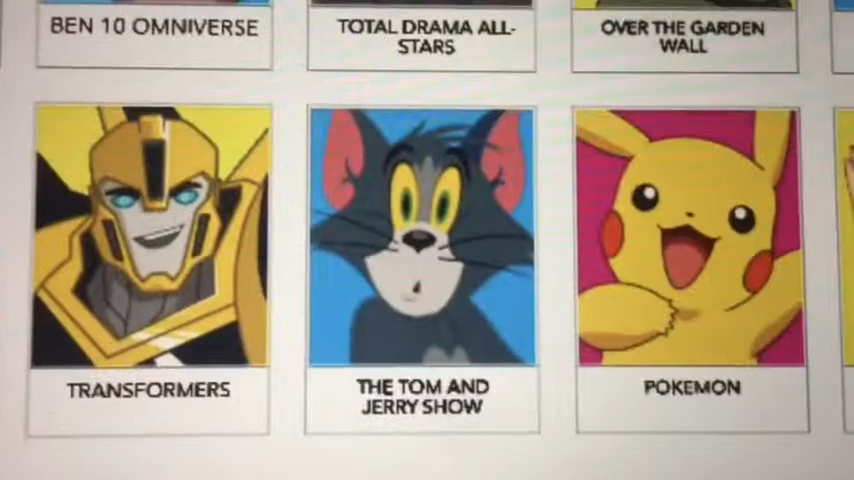 BEN 10 OMNIVERSE
TOTAL DRAMA ALL-
STARS
OVER THE GARDEN
WALL
TRANSFORMERS
THE TOM AND
JERRY SHOW
POKEMON